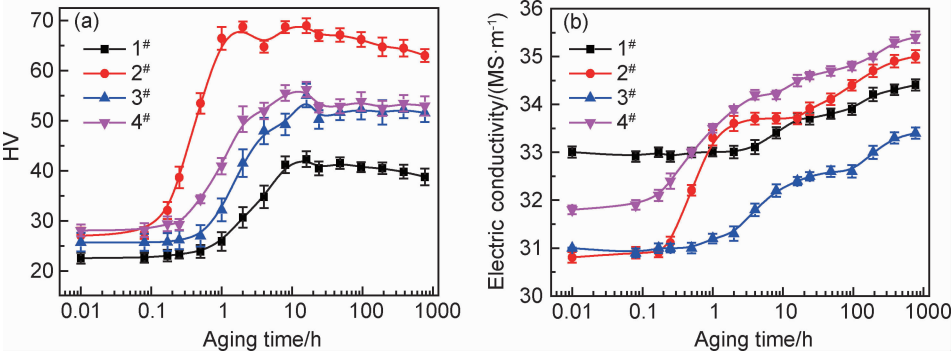 (a)
1#
2#
3#
4#
HV
70
60
50
40
30
20
0.01 0.1 1 10 100 1000
Aging time/h
(b)
1#
2#
3#
4#
Electric conductivity/(MS·m⁻¹)
36
35
34
33
32
31
30
0.01 0.1 1 10 100 1000
Aging time/h